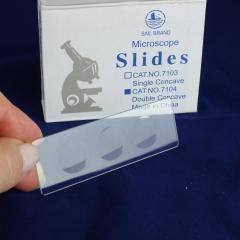 SAIL BRAND
Microscope
Slides
CAT.NO.7103
Single Concave
CAT.NO.7104
Double Concave
Made in China